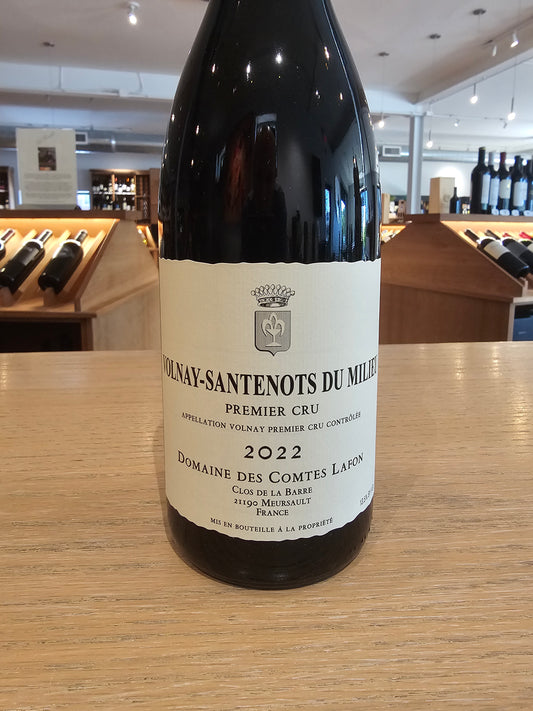 VOLNAY-SANTENOTS DU MILIEU
PREMIER CRU
APPELLATION VOLNAY PREMIER CRU CONTRÔLÉE
2022
DOMAINE DES COMTES LAFON
CLOS DE LA BARRE
21190 MEURSAULT
FRANCE
MIS EN BOUTEILLE À LA PROPRIÉTÉ